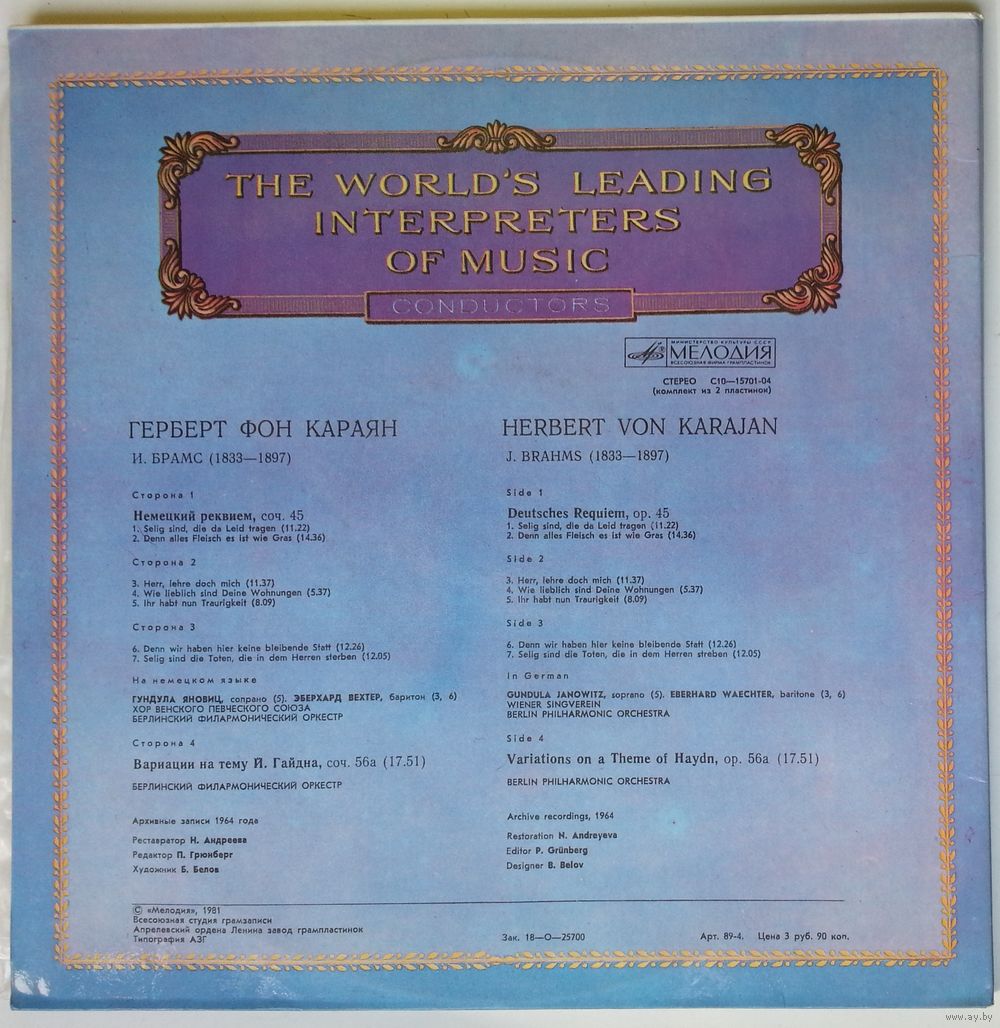 THE WORLD'S LEADING
INTERPRETERS
OF MUSIC
CONDUCTORS
МИНИСТЕРСТВО КУЛЬТУРЫ СССР
МЕЛОДИЯ
ВСЕСОЮЗНАЯ ФИРМА ГРАМПЛАСТИНОК
СТЕРЕО С10—15701-04
(комплект из 2 пластинок)
ГЕРБЕРТ ФОН КАРАЯН
И. БРАМС (1833—1897)
Сторона 1
Немецкий реквием, соч. 45
1. Selig sind, die da Leid tragen (11.22)
2. Denn alles Fleisch es ist wie Gras (14.36)
Сторона 2
3. Herr, lehre doch mich (11.37)
4. Wie lieblich sind Deine Wohnungen (5.37)
5. Ihr habt nun Traurigkeit (8.09)
Сторона 3
6. Denn wir haben hier keine bleibende Statt (12.26)
7. Selig sind die Toten, die in dem Herren sterben (12.05)
На немецком языке
ГУНДУЛА ЯНОВИЦ, сопрано (5). ЭБЕРХАРД ВЕХТЕР, баритон (3, 6)
ХОР ВЕНСКОГО ПЕВЧЕСКОГО СОЮЗА
БЕРЛИНСКИЙ ФИЛАРМОНИЧЕСКИЙ ОРКЕСТР
Сторона 4
Вариации на тему Й. Гайдна, соч. 56а (17.51)
БЕРЛИНСКИЙ ФИЛАРМОНИЧЕСКИЙ ОРКЕСТР
Архивные записи 1964 года
Реставратор Н. Андреева
Редактор П. Грюнберг
Художник Б. Белов
HERBERT VON KARAJAN
J. BRAHMS (1833—1897)
Side 1
Deutsches Requiem, op. 45
1. Selig sind, die da Leid tragen (11.22)
2. Denn alles Fleisch es ist wie Gras (14.36)
Side 2
3. Herr, lehre doch mich (11.37)
4. Wie lieblich sind Deine Wohnungen (5.37)
5. Ihr habt nun Traurigkeit (8.09)
Side 3
6. Denn wir haben hier keine bleibende Statt (12.26)
7. Selig sind die Toten, die in dem Herren streben (12.05)
In German
GUNDULA JANOWITZ, soprano (5). EBERHARD WAECHTER, baritone (3, 6)
WIENER SINGVEREIN
BERLIN PHILHARMONIC ORCHESTRA
Side 4
Variations on a Theme of Haydn, op. 56a (17.51)
BERLIN PHILHARMONIC ORCHESTRA
Archive recordings, 1964
Restoration N. Andreyeva
Editor P. Grünberg
Designer B. Belov
© «Мелодия», 1981
Всесоюзная студия грамзаписи
Апрелевский ордена Ленина завод грампластинок
Типография АЗГ
Зак. 18—О—25700
Арт. 89-4. Цена 3 руб. 90 коп.
www.ay.by